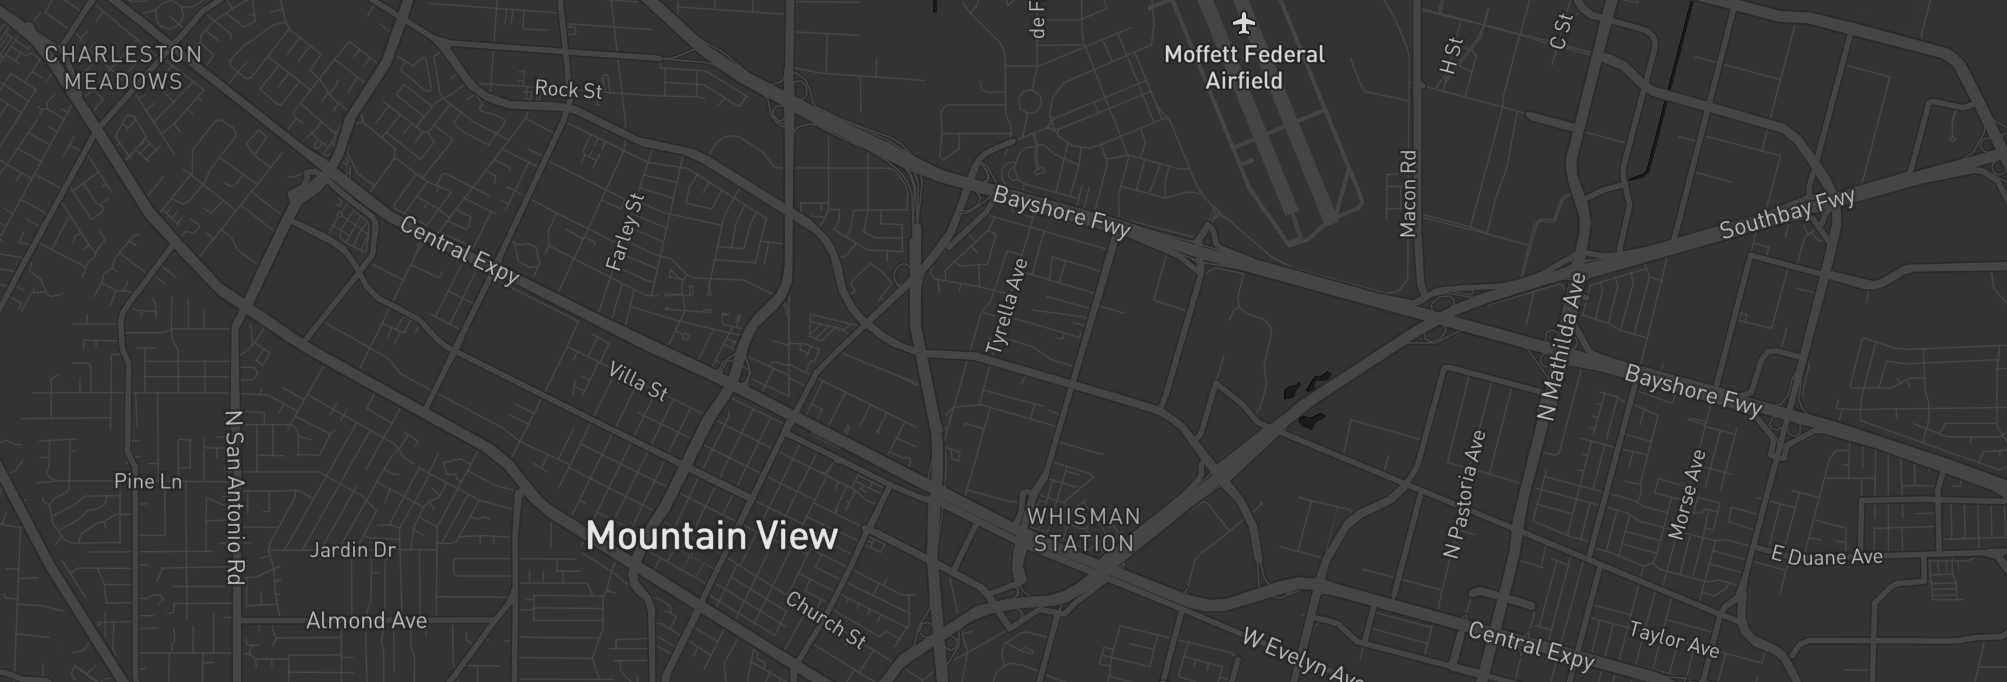 CHARLESTON
MEADOWS
Rock St
de F
Moffett Federal
Airfield
H St
C St
Macon Rd
Farley St
Central Expy
Bayshore Fwy
Southbay Fwy
Tyrella Ave
N Mathilda Ave
Villa St
Bayshore Fwy
N San Antonio Rd
Pine Ln
N Pastoria Ave
Morse Ave
Mountain View
WHISMAN
STATION
Jardin Dr
E Duane Ave
Almond Ave
Church St
W Evelyn Ave
Central Expy
Taylor Ave